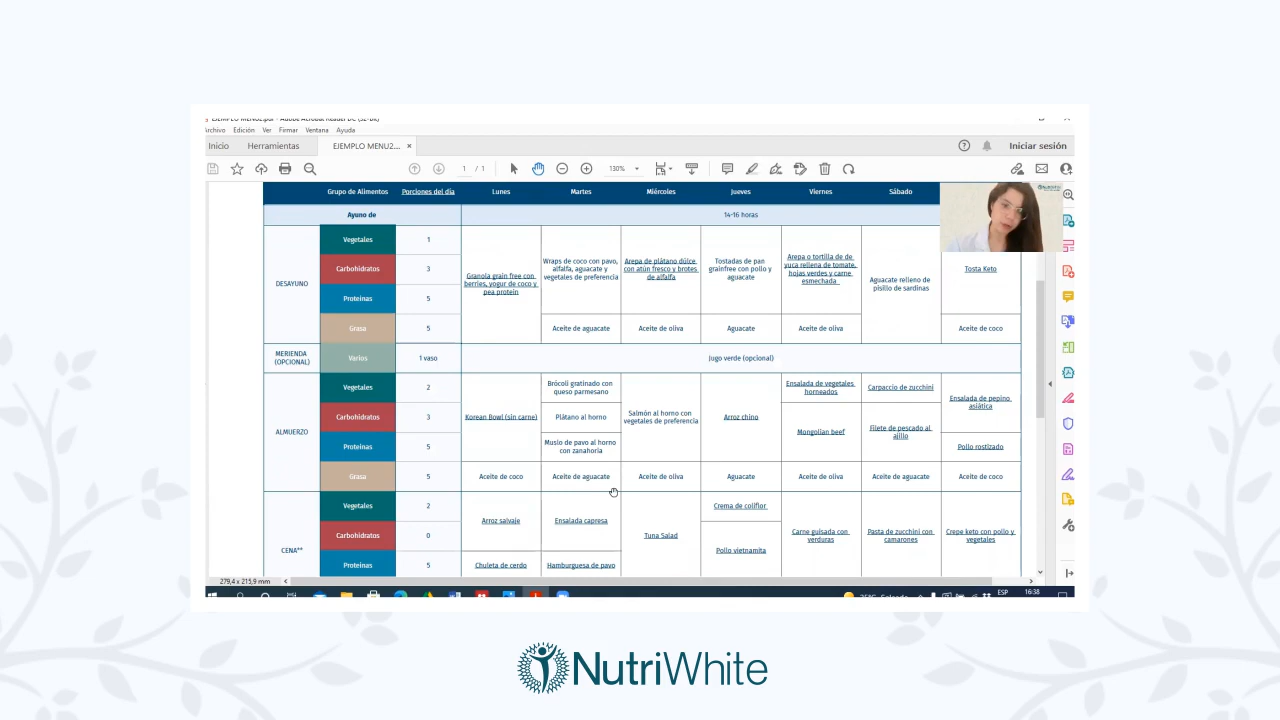 EJEMPLO MENU2.pdf - Adobe Acrobat Reader DC (32-bit)
Archivo Edición Ver Firmar Ventana Ayuda
Inicio Herramientas EJEMPLO MENU2... × Iniciar sesión
1 / 1 130%
Grupo de Alimentos Porciones del día Lunes Martes Miércoles Jueves Viernes Sábado
Ayuno de 14-16 horas
DESAYUNO
Vegetales 1
Carbohidratos 3
Proteínas 5
Grasa 5
Granola grain free con
berries, yogur de coco y
pea protein
Wraps de coco con pavo,
alfalfa, aguacate y
vegetales de preferencia
Arepa de plátano dulce
con atún fresco y brotes
de alfalfa
Tostadas de pan
grainfree con pollo y
aguacate
Arepa o tortilla de de
yuca rellena de tomate,
hojas verdes y carne
esmechada
Aguacate relleno de
pisillo de sardinas
Tosta Keto
Aceite de aguacate Aceite de oliva Aguacate Aceite de oliva Aceite de coco
MERIENDA
(OPCIONAL)
Varios 1 vaso Jugo verde (opcional)
ALMUERZO
Vegetales 2
Carbohidratos 3
Proteínas 5
Grasa 5
Korean Bowl (sin carne)
Brócoli gratinado con
queso parmesano
Plátano al horno
Muslo de pavo al horno
con zanahoria
Salmón al horno con
vegetales de preferencia
Arroz chino
Ensalada de vegetales
horneados
Mongolian beef
Carpaccio de zucchini
Filete de pescado al
ajillo
Ensalada de pepino
asiática
Pollo rostizado
Aceite de coco Aceite de aguacate Aceite de oliva Aguacate Aceite de oliva Aceite de aguacate Aceite de coco
CENA**
Vegetales 2
Carbohidratos 0
Proteínas 5
Arroz salvaje
Chuleta de cerdo
Ensalada capresa
Hamburguesa de pavo
Tuna Salad
Crema de coliflor
Pollo vietnamita
Carne guisada con
verduras
Pasta de zucchini con
camarones
Crepe keto con pollo y
vegetales
279,4 x 215,9 mm
ESP 16:38
NutriWhite